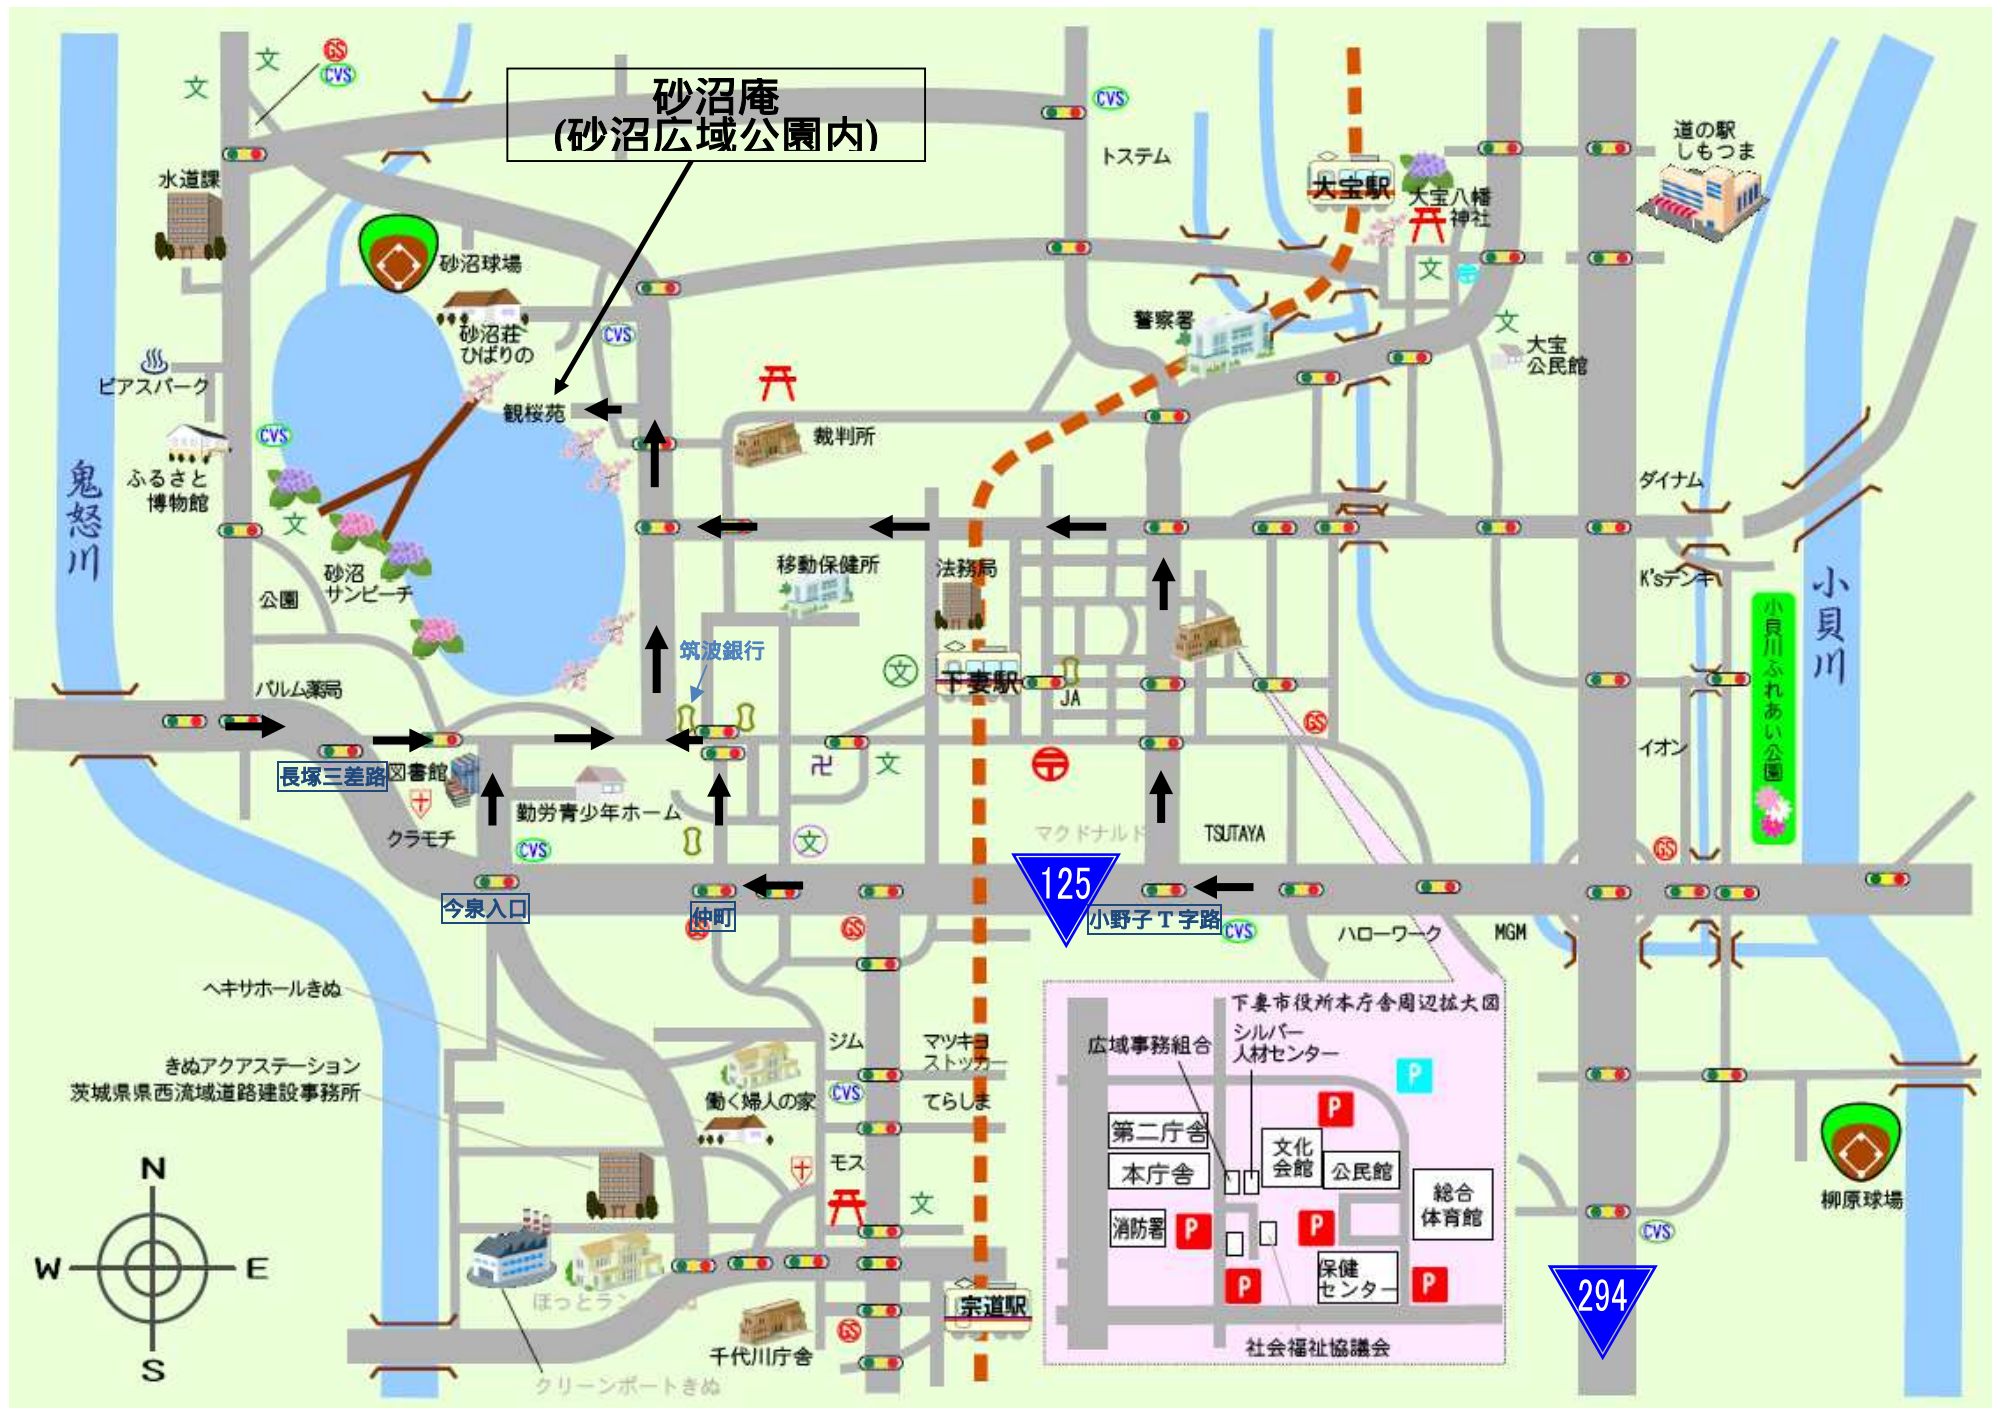 文
文
GS
CVS
砂沼庵
(砂沼広域公園内)
CVS
トステム
道の駅
しもつま
水道課
大宝駅
大宝八幡
神社
砂沼球場
文
砂沼荘
ひばりの
CVS
警察署
文
大宝
公民館
ビアスパーク
観桜苑
裁判所
CVS
鬼怒川
ふるさと
博物館
文
ダイナム
移動保健所
法務局
K'sデンキ
小貝川
砂沼
サンビーチ
公園
小貝川ふれあい公園
筑波銀行
文
下妻駅
JA
パルム薬局
GS
イオン
長塚三差路
図書館
卍
文
〒
勤労青少年ホーム
クラモチ
CVS
文
マクドナルド
TSUTAYA
GS
125
今泉入口
仲町
小野子T字路
GS
GS
CVS
ハローワーク
MGM
ヘキサホールきぬ
下妻市役所本庁舎周辺拡大図
シルバー
人材センター
広域事務組合
ジム
マツキヨ
ストッカー
きぬアクアステーション
茨城県県西流域道路建設事務所
働く婦人の家
CVS
てらしま
P
P
第二庁舎
文化
会館
公民館
本庁舎
モス
総合
体育館
文
消防署
P
P
柳原球場
CVS
N
W
E
S
保健
センター
P
P
294
ほっとラン
宗道駅
GS
千代川庁舎
社会福祉協議会
クリーンポートきぬ